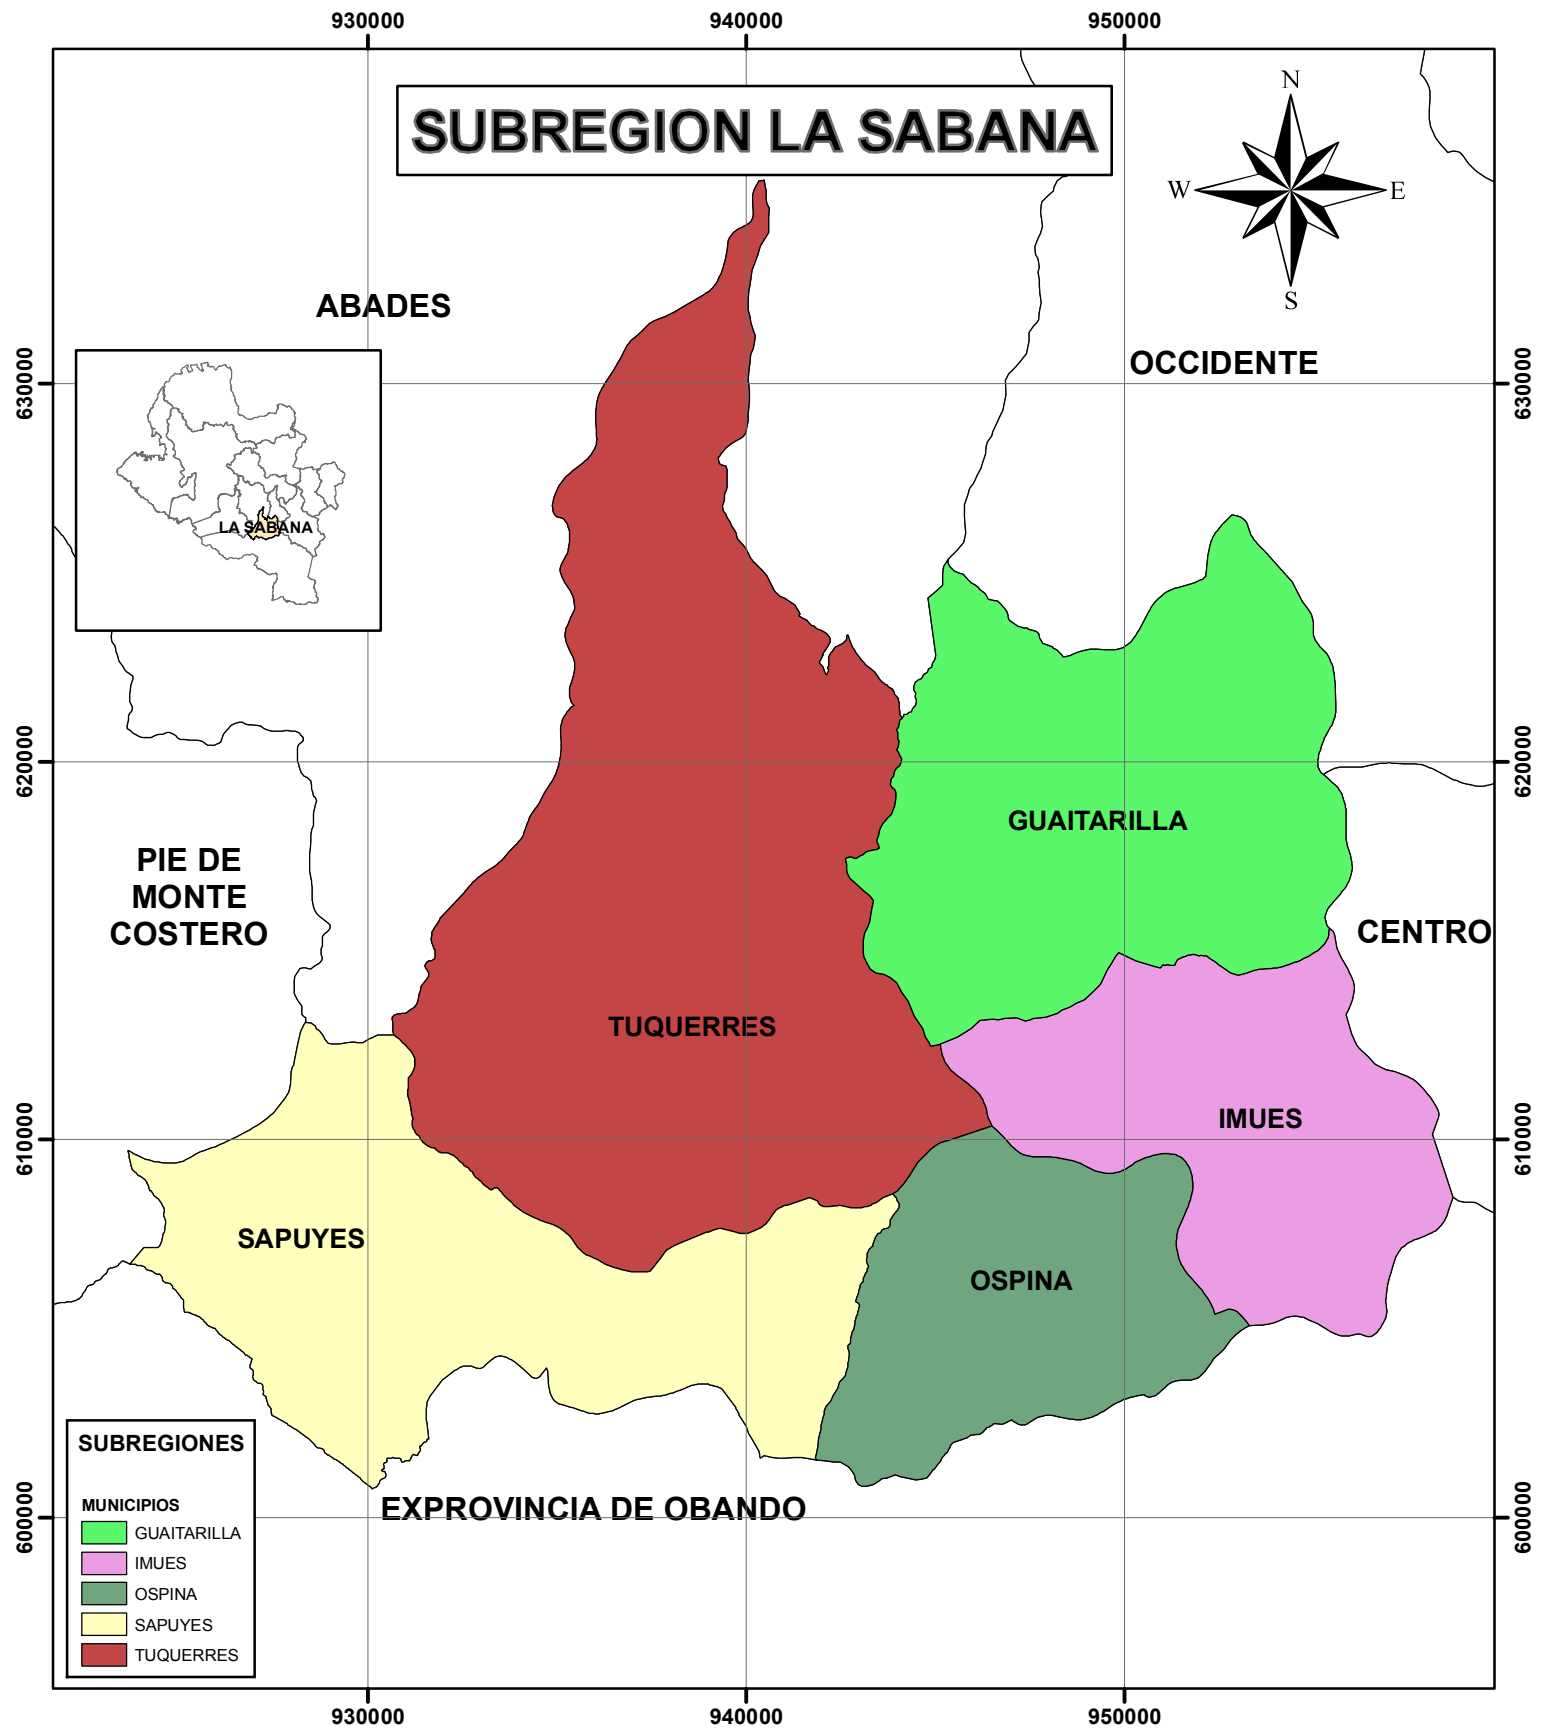 930000
940000
950000
SUBREGION LA SABANA
N
W
E
S
ABADES
OCCIDENTE
630000
630000
LA SABANA
620000
620000
GUAITARILLA
PIE DE
MONTE
COSTERO
CENTRO
TUQUERRES
IMUES
610000
610000
SAPUYES
OSPINA
SUBREGIONES
MUNICIPIOS
GUAITARILLA
IMUES
OSPINA
SAPUYES
TUQUERRES
EXPROVINCIA DE OBANDO
600000
600000
930000
940000
950000